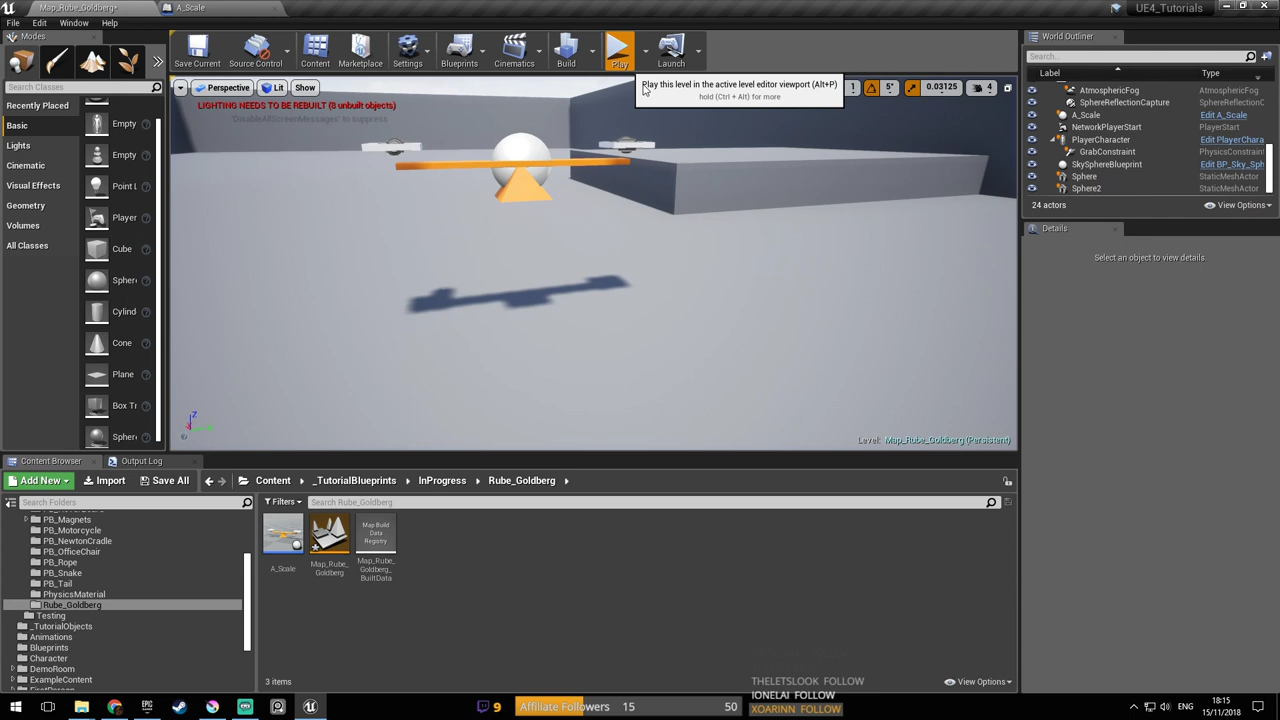 Map_Rube_Goldberg*
A_Scale
UE4_Tutorials
File Edit Window Help
Modes
Search Classes
Recently Placed
Basic
Lights
Cinematic
Visual Effects
Geometry
Volumes
All Classes
Empty
Empty
Point L
Player
Cube
Spher
Cylind
Cone
Plane
Box Tr
Spher
Save Current
Source Control
Content
Marketplace
Settings
Blueprints
Cinematics
Build
Play
Launch
Play this level in the active level editor viewport (Alt+P)
hold (Ctrl + Alt) for more
Perspective
Lit
Show
1
5°
0.03125
4
LIGHTING NEEDS TO BE REBUILT (8 unbuilt objects)
'DisableAllScreenMessages' to suppress
Z
Level: Map_Rube_Goldberg (Persistent)
World Outliner
Search...
Label
Type
AtmosphericFog
AtmosphericFog
SphereReflectionCapture
SphereReflectionC
A_Scale
Edit A_Scale
NetworkPlayerStart
PlayerStart
PlayerCharacter
Edit PlayerChara
GrabConstraint
PhysicsConstrain
SkySphereBlueprint
Edit BP_Sky_Sph
Sphere
StaticMeshActor
Sphere2
StaticMeshActor
24 actors
View Options
Details
Select an object to view details.
Content Browser
Output Log
Add New
Import
Save All
Content
_TutorialBlueprints
InProgress
Rube_Goldberg
Search Folders
Filters
Search Rube_Goldberg
PB_Magnets
PB_Motorcycle
PB_NewtonCradle
PB_OfficeChair
PB_Rope
PB_Snake
PB_Tail
PhysicsMaterial
Rube_Goldberg
Testing
_TutorialObjects
Animations
Blueprints
Character
DemoRoom
ExampleContent
A_Scale
Map_Rube_
Goldberg
Map Build
Data
Registry
Map_Rube_
Goldberg_
BuiltData
3 items
View Options
THELETSLOOK FOLLOW
IONELAI FOLLOW
XOARINN FOLLOW
9
Affiliate Followers 15 50
ENG
18:15
15/11/2018